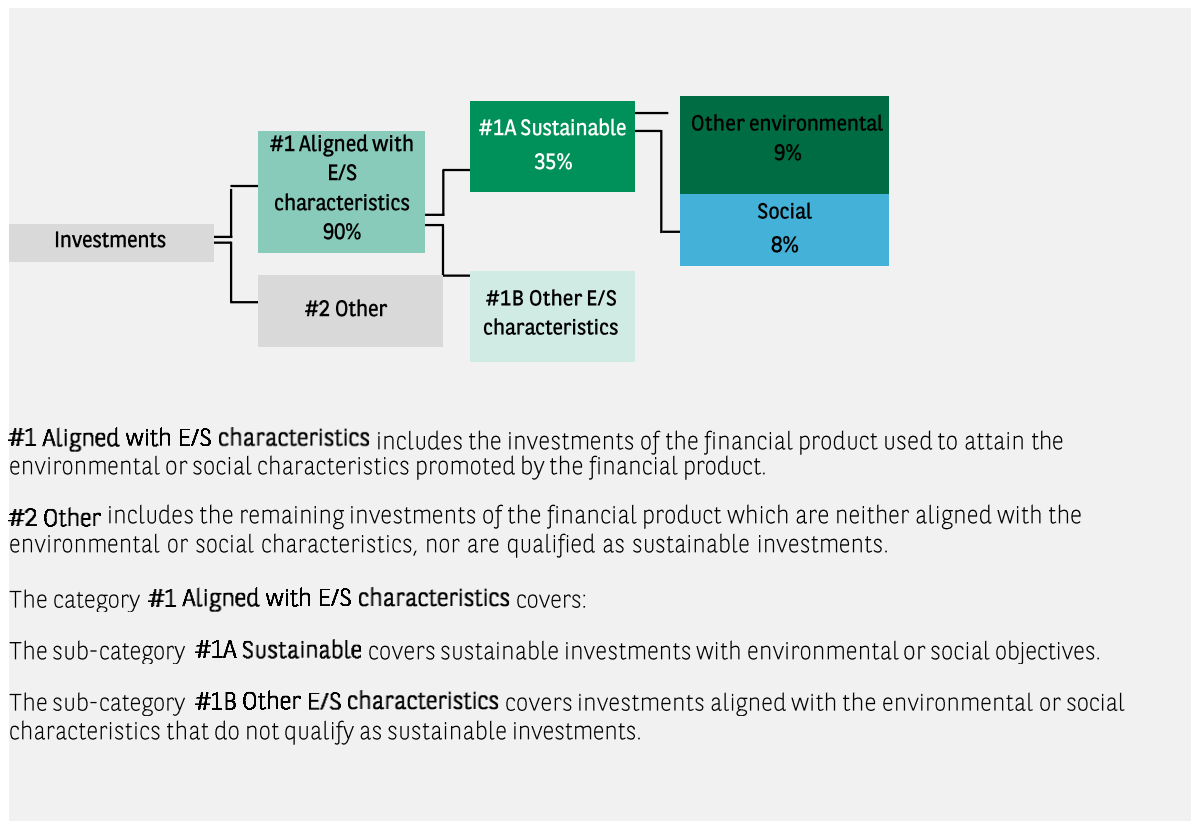 Investments
#1 Aligned with
E/S
characteristics
90%
#2 Other
#1A Sustainable
35%
#1B Other E/S
characteristics
Other environmental
9%
Social
8%
#1 Aligned with E/S characteristics includes the investments of the financial product used to attain the
environmental or social characteristics promoted by the financial product.
#2 Other includes the remaining investments of the financial product which are neither aligned with the
environmental or social characteristics, nor are qualified as sustainable investments.
The category #1 Aligned with E/S characteristics covers:
The sub-category #1A Sustainable covers sustainable investments with environmental or social objectives.
The sub-category #1B Other E/S characteristics covers investments aligned with the environmental or social
characteristics that do not qualify as sustainable investments.